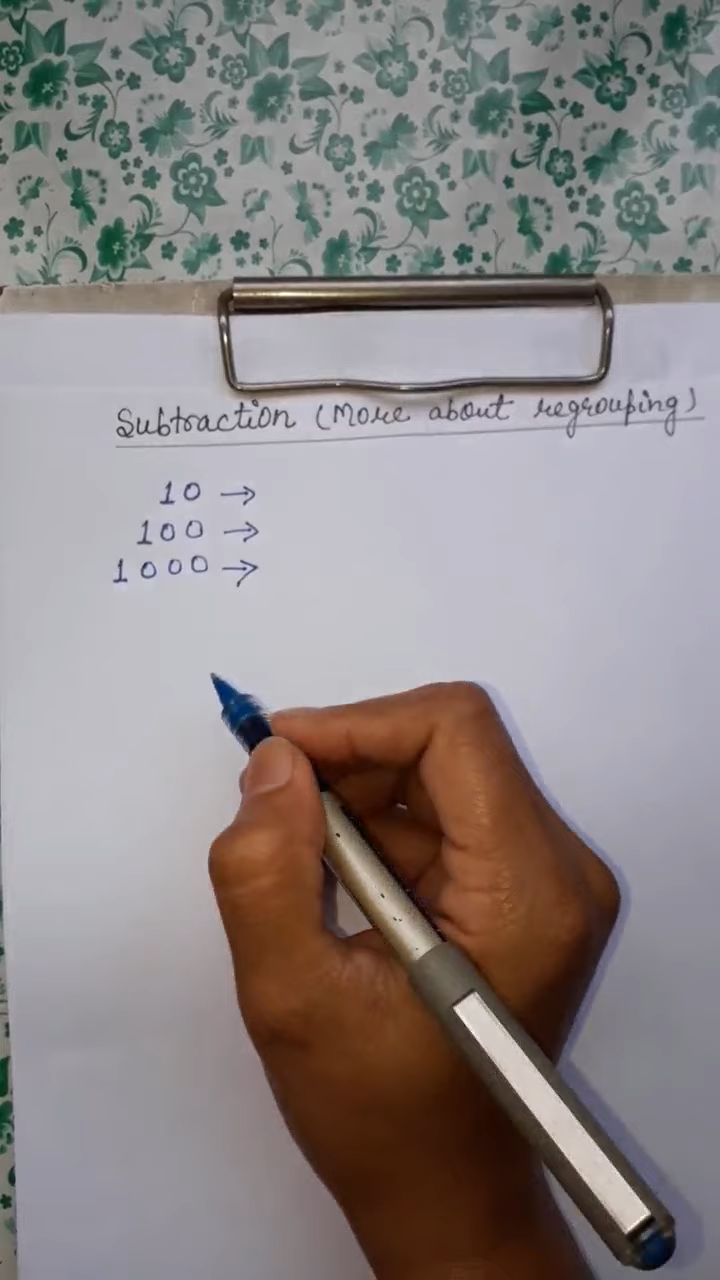 Subtraction (More about regrouping)
10 →
100 →
1000 →